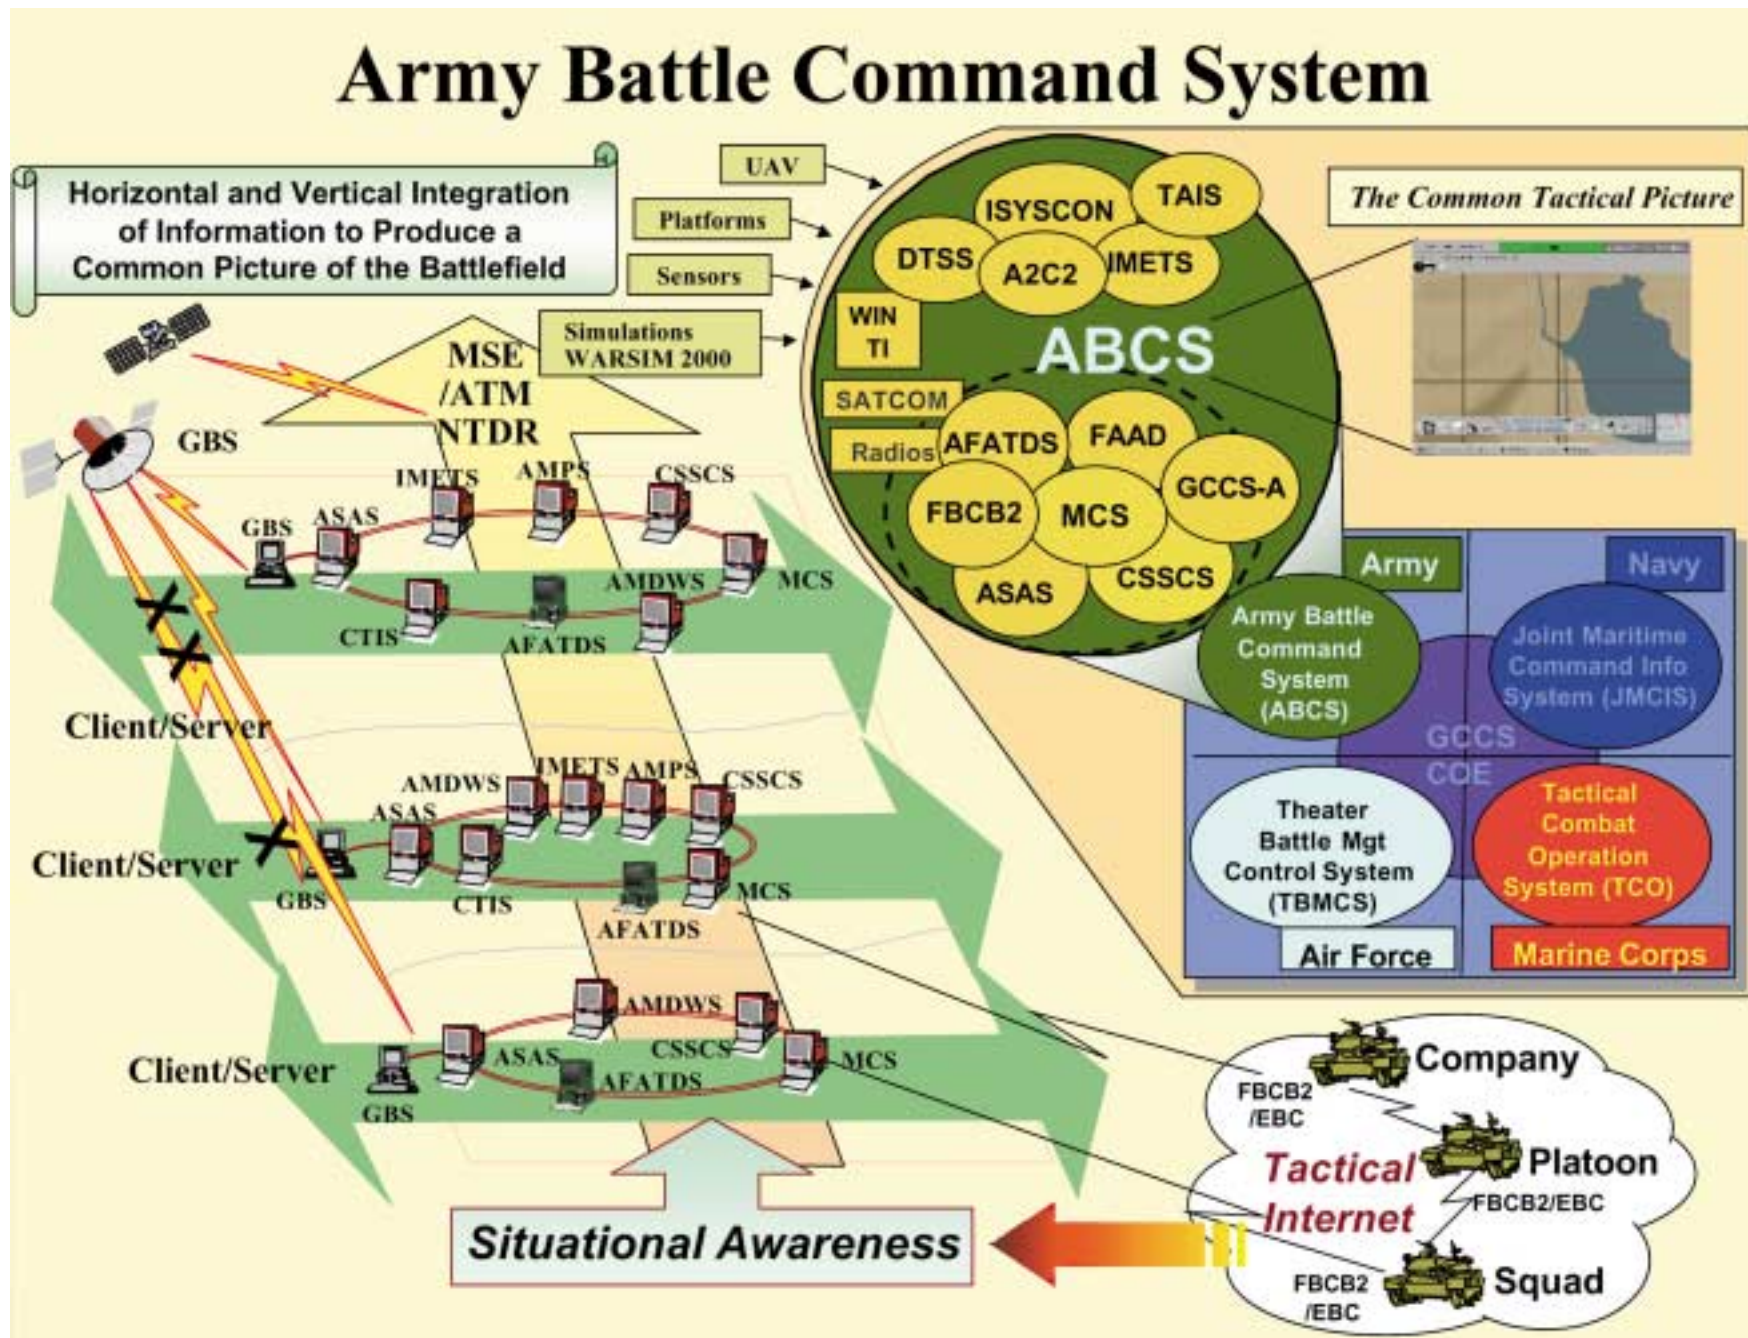 Army Battle Command System
Horizontal and Vertical Integration
of Information to Produce a
Common Picture of the Battlefield
UAV
Platforms
Sensors
Simulations
WARSIM 2000
ISYSCON
TAIS
DTSS
A2C2
IMETS
WIN
TI
ABCS
SATCOM
Radios
AFATDS
FAAD
GCCS-A
FBCB2
MCS
ASAS
CSSCS
The Common Tactical Picture
MSE
/ATM
NTDR
GBS
IMETS
AMPS
CSSCS
GBS
ASAS
AMDWS
MCS
CTIS
AFATDS
Client/Server
AMDWS
IMETS
AMPS
CSSCS
ASAS
Client/Server
GBS
CTIS
MCS
AFATDS
AMDWS
ASAS
CSSCS
MCS
Client/Server
AFATDS
GBS
Army
Navy
Army Battle
Command
System
(ABCS)
Joint Maritime
Command Info
System (JMCIS)
GCCS
COE
Theater
Battle Mgt
Control System
(TBMCS)
Tactical
Combat
Operation
System (TCO)
Air Force
Marine Corps
Company
FBCB2
/EBC
Tactical
Internet
Platoon
FBCB2/EBC
Squad
FBCB2
/EBC
Situational Awareness